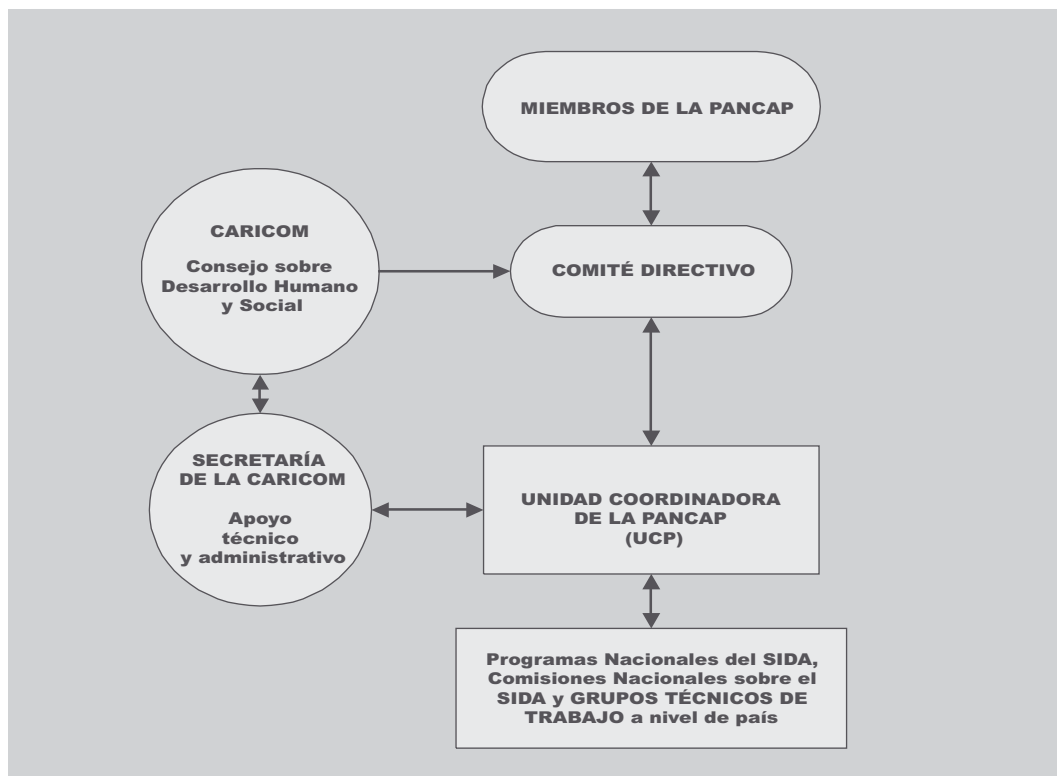 MIEMBROS DE LA PANCAP
CARICOM
Consejo sobre
Desarrollo Humano
y Social
COMITÉ DIRECTIVO
SECRETARÍA
DE LA CARICOM
Apoyo
técnico
y administrativo
UNIDAD COORDINADORA
DE LA PANCAP
(UCP)
Programas Nacionales del SIDA,
Comisiones Nacionales sobre el
SIDA y GRUPOS TÉCNICOS DE
TRABAJO a nivel de país